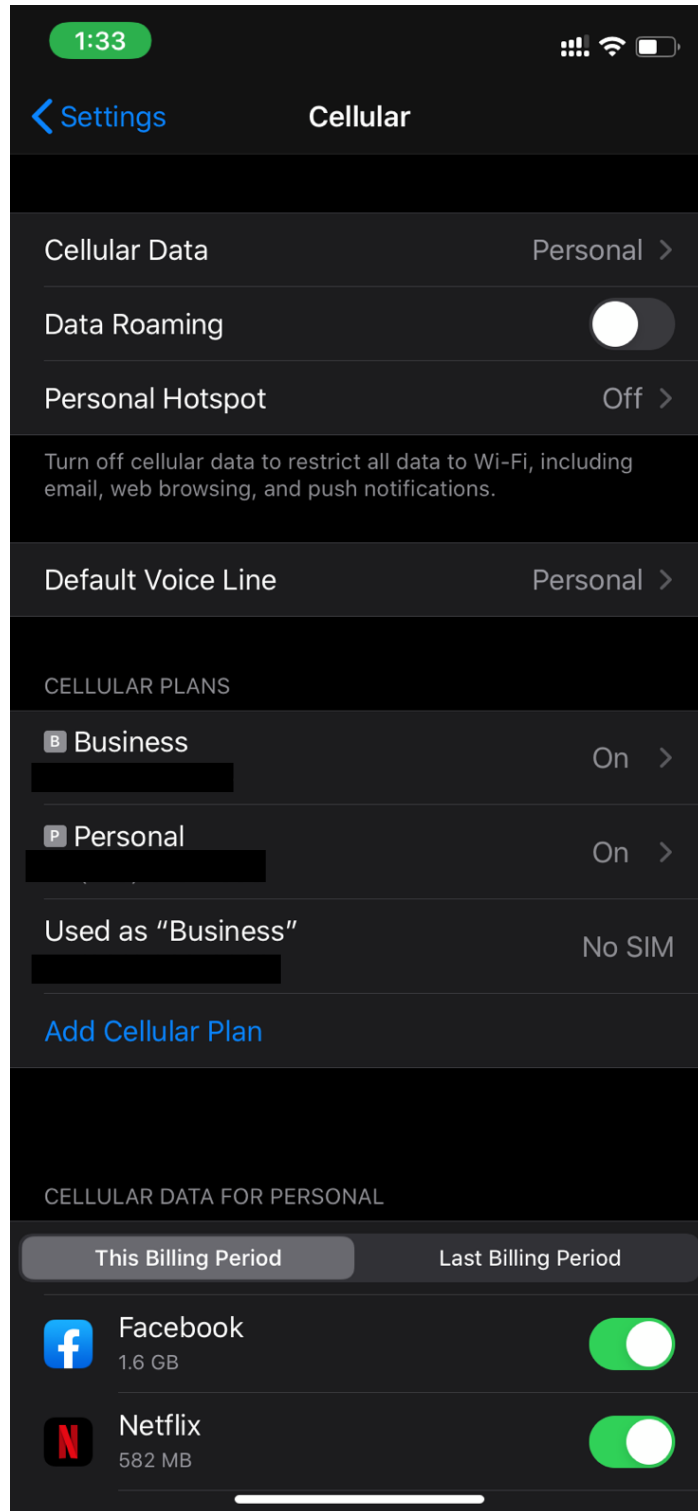 1:33
Settings
Cellular
Cellular Data Personal
Data Roaming
Personal Hotspot Off
Turn off cellular data to restrict all data to Wi-Fi, including
email, web browsing, and push notifications.
Default Voice Line Personal
CELLULAR PLANS
B Business
On
P Personal
On
Used as “Business”
No SIM
Add Cellular Plan
CELLULAR DATA FOR PERSONAL
This Billing Period Last Billing Period
Facebook
1.6 GB
Netflix
582 MB